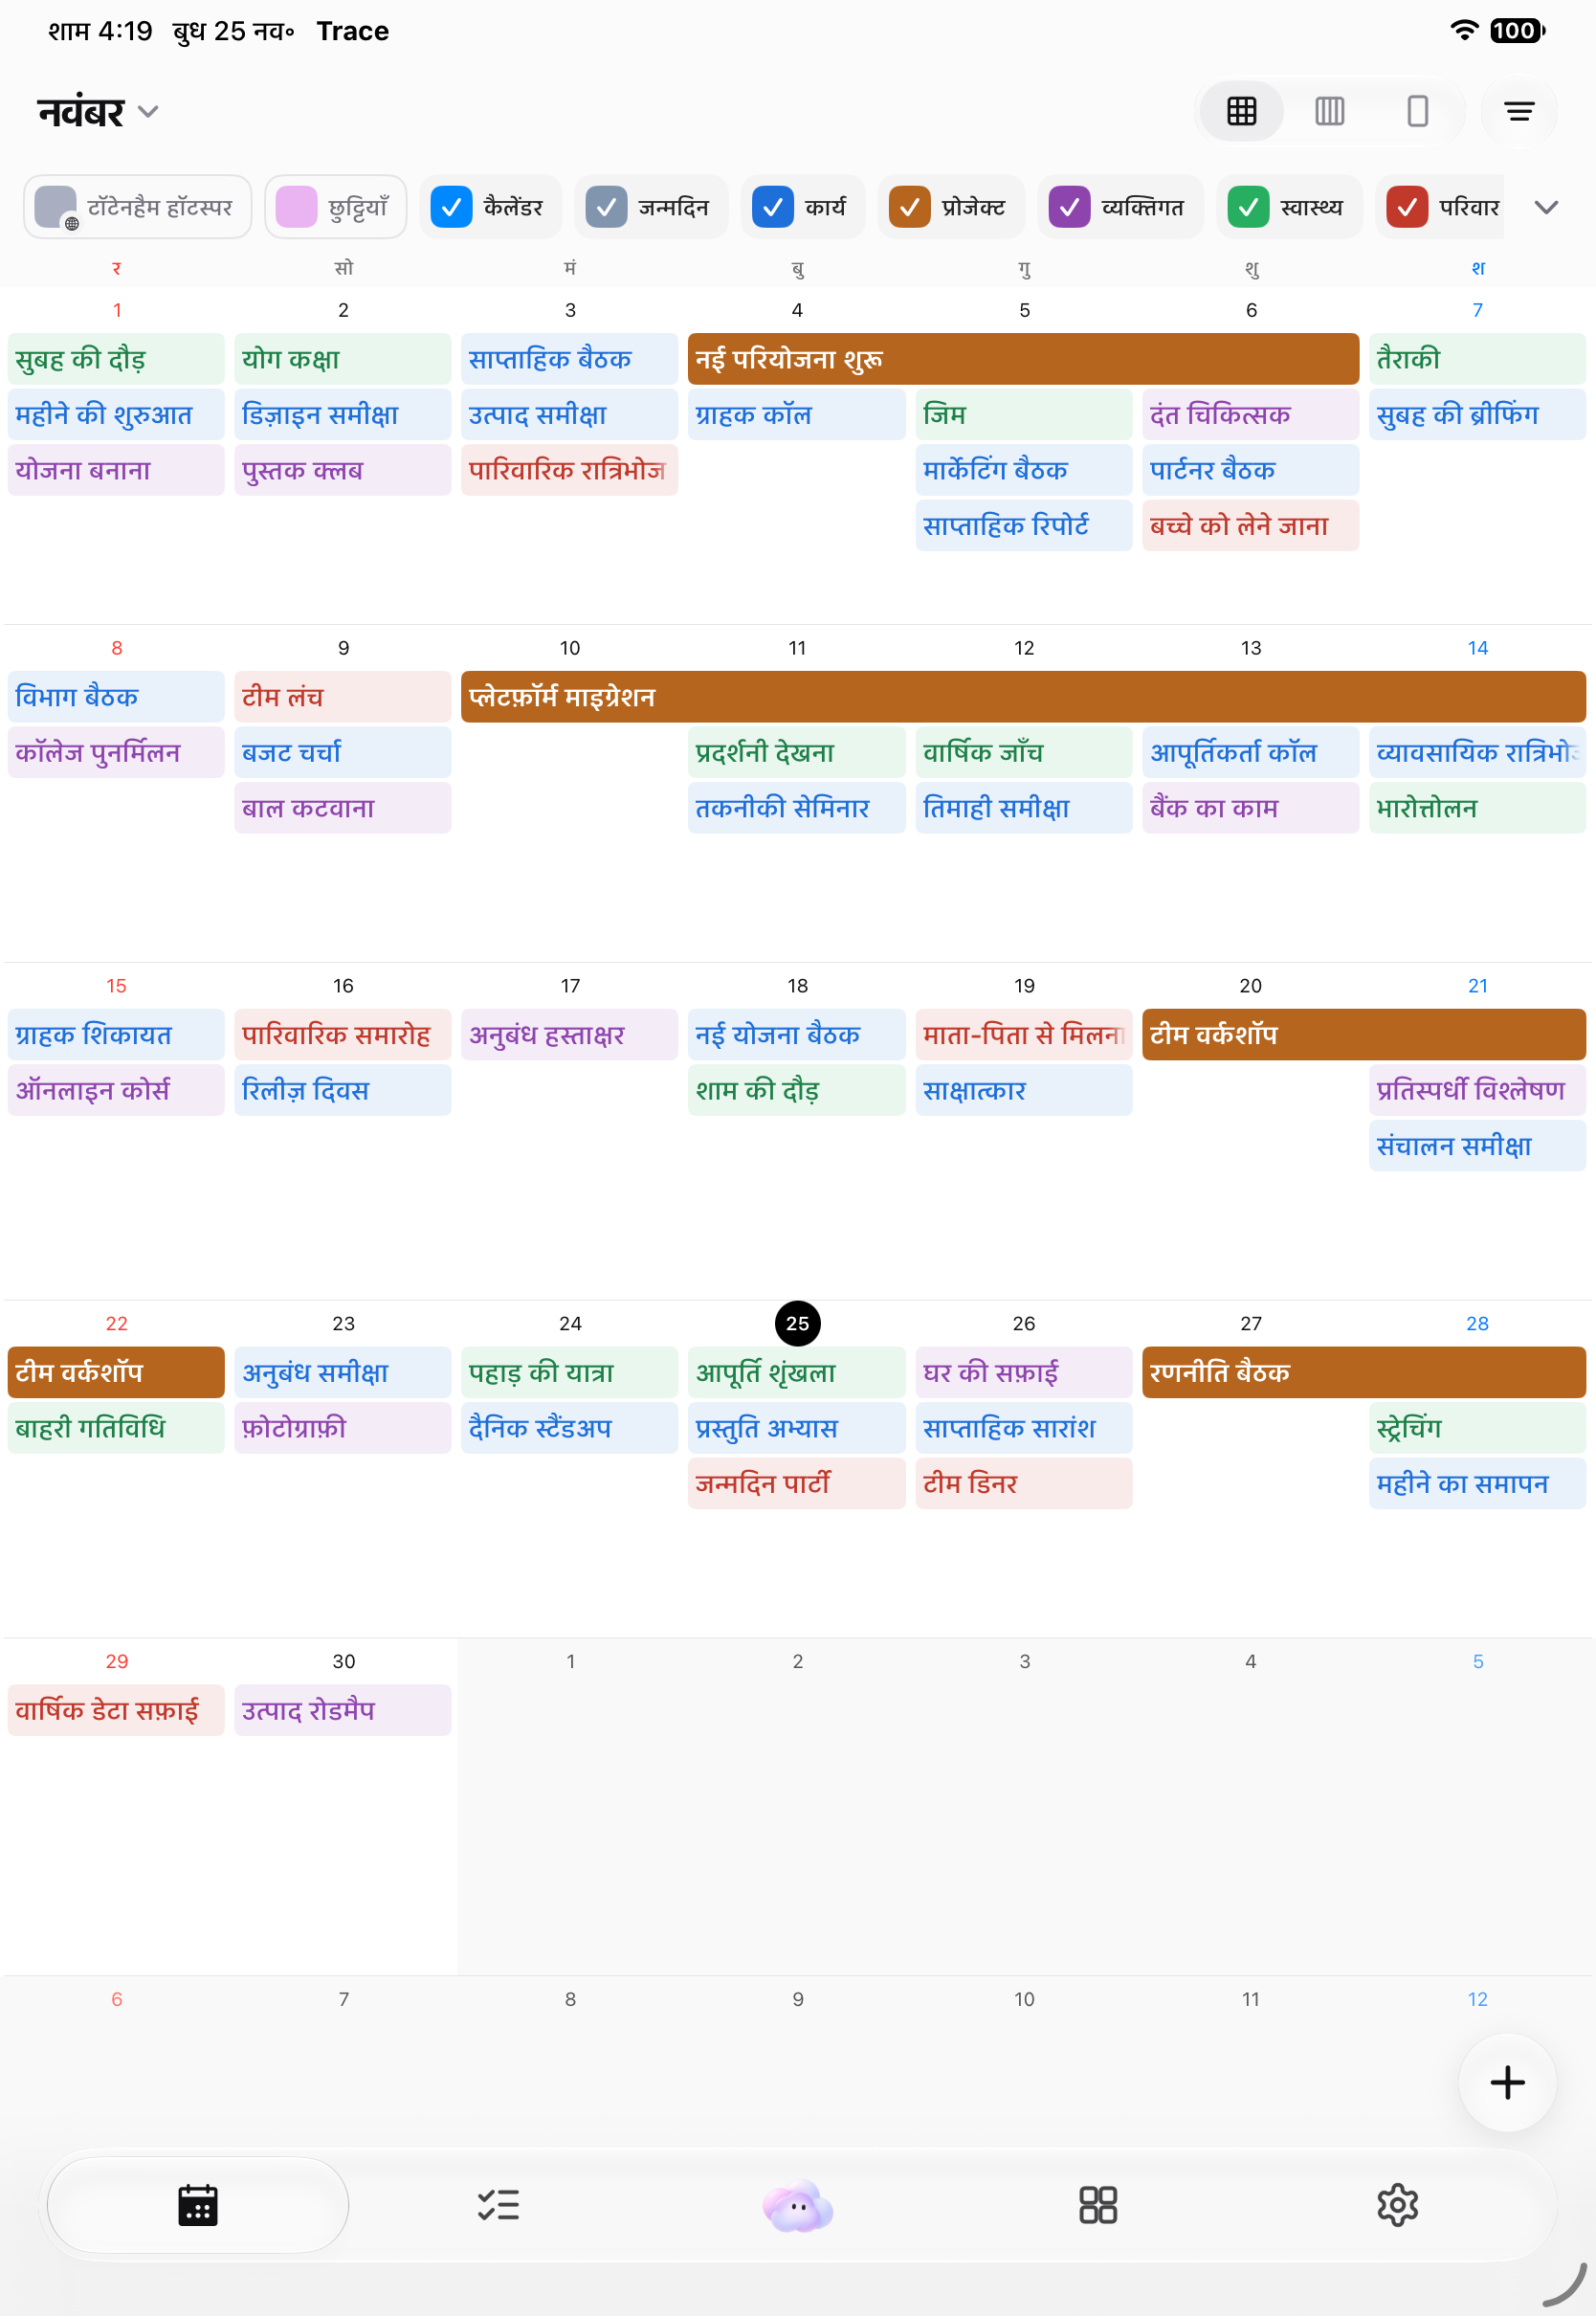 शाम 4:19 बुध 25 नव॰ Trace 100
नवंबर
टॉटेनहैम हॉटस्पर छुट्टियाँ कैलेंडर जन्मदिन कार्य प्रोजेक्ट व्यक्तिगत स्वास्थ्य परिवार
र सो मं बु गु शु श
1 2 3 4 5 6 7
सुबह की दौड़ योग कक्षा साप्ताहिक बैठक नई परियोजना शुरू तैराकी
महीने की शुरुआत डिज़ाइन समीक्षा उत्पाद समीक्षा ग्राहक कॉल जिम दंत चिकित्सक सुबह की ब्रीफिंग
योजना बनाना पुस्तक क्लब पारिवारिक रात्रिभोज मार्केटिंग बैठक पार्टनर बैठक
साप्ताहिक रिपोर्ट बच्चे को लेने जाना
8 9 10 11 12 13 14
विभाग बैठक टीम लंच प्लेटफ़ॉर्म माइग्रेशन
कॉलेज पुनर्मिलन बजट चर्चा प्रदर्शनी देखना वार्षिक जाँच आपूर्तिकर्ता कॉल व्यावसायिक रात्रिभोज
बाल कटवाना तकनीकी सेमिनार तिमाही समीक्षा बैंक का काम भारोत्तोलन
15 16 17 18 19 20 21
ग्राहक शिकायत पारिवारिक समारोह अनुबंध हस्ताक्षर नई योजना बैठक माता-पिता से मिलना टीम वर्कशॉप
ऑनलाइन कोर्स रिलीज़ दिवस शाम की दौड़ साक्षात्कार प्रतिस्पर्धी विश्लेषण
संचालन समीक्षा
22 23 24 25 26 27 28
टीम वर्कशॉप अनुबंध समीक्षा पहाड़ की यात्रा आपूर्ति शृंखला घर की सफ़ाई रणनीति बैठक
बाहरी गतिविधि फ़ोटोग्राफ़ी दैनिक स्टैंडअप प्रस्तुति अभ्यास साप्ताहिक सारांश स्ट्रेचिंग
जन्मदिन पार्टी टीम डिनर महीने का समापन
29 30 1 2 3 4 5
वार्षिक डेटा सफ़ाई उत्पाद रोडमैप
6 7 8 9 10 11 12